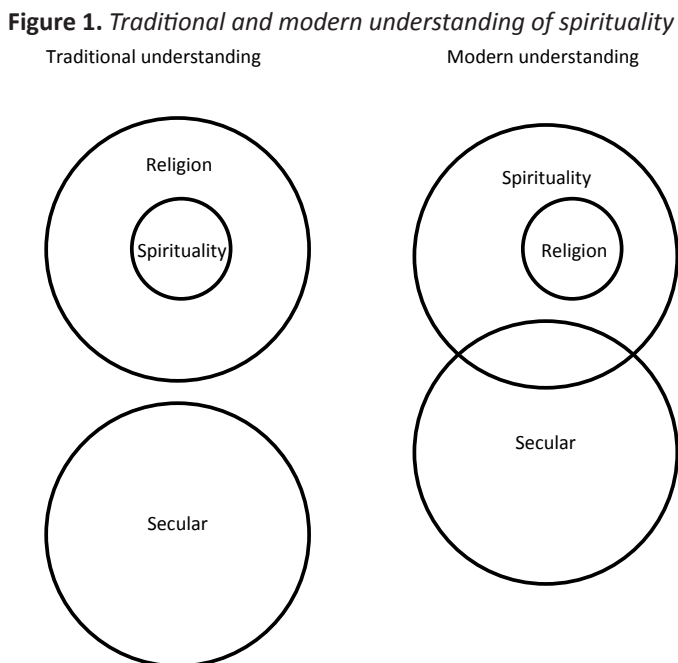 Figure 1. Traditional and modern understanding of spirituality
Traditional understanding
Modern understanding
Religion
Spirituality
Secular
Spirituality
Religion
Secular